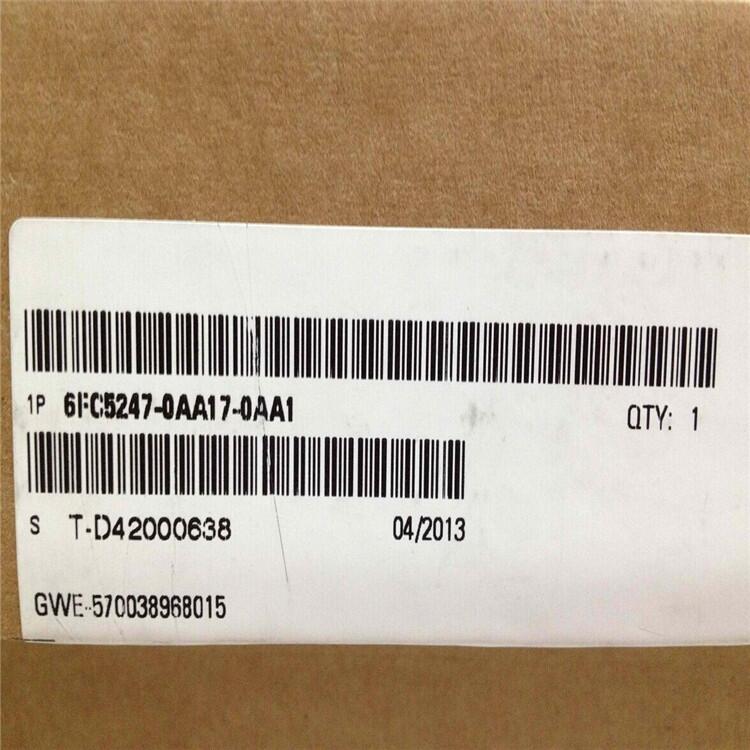 1P 6FC5247-0AA17-0AA1 QTY: 1
S T-D42000638 04/2013
GWE-570038968015